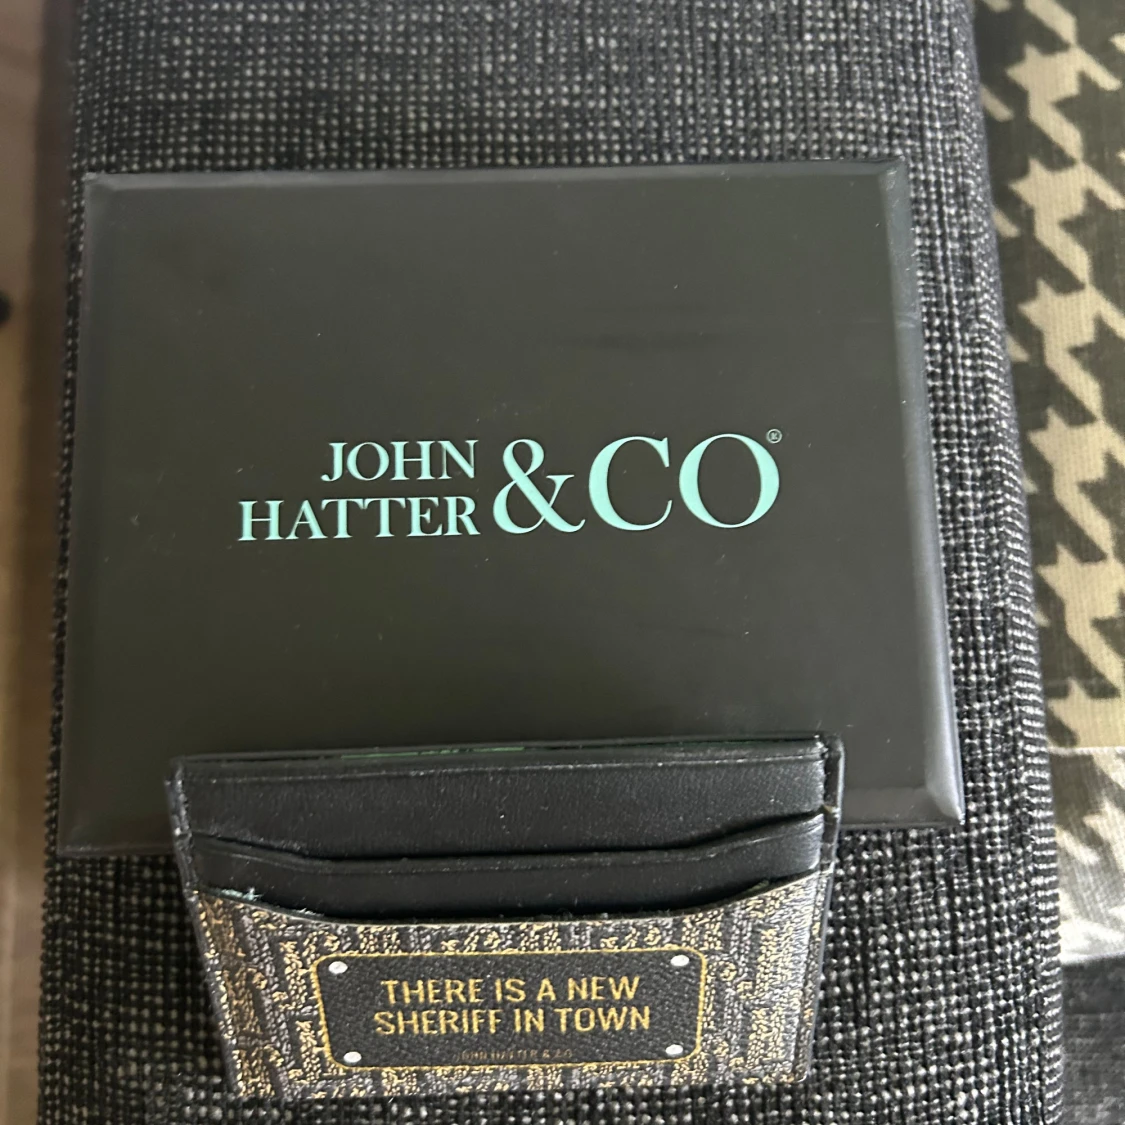 JOHN
HATTER &CO®
THERE IS A NEW
SHERIFF IN TOWN
JOHN HATTER & CO